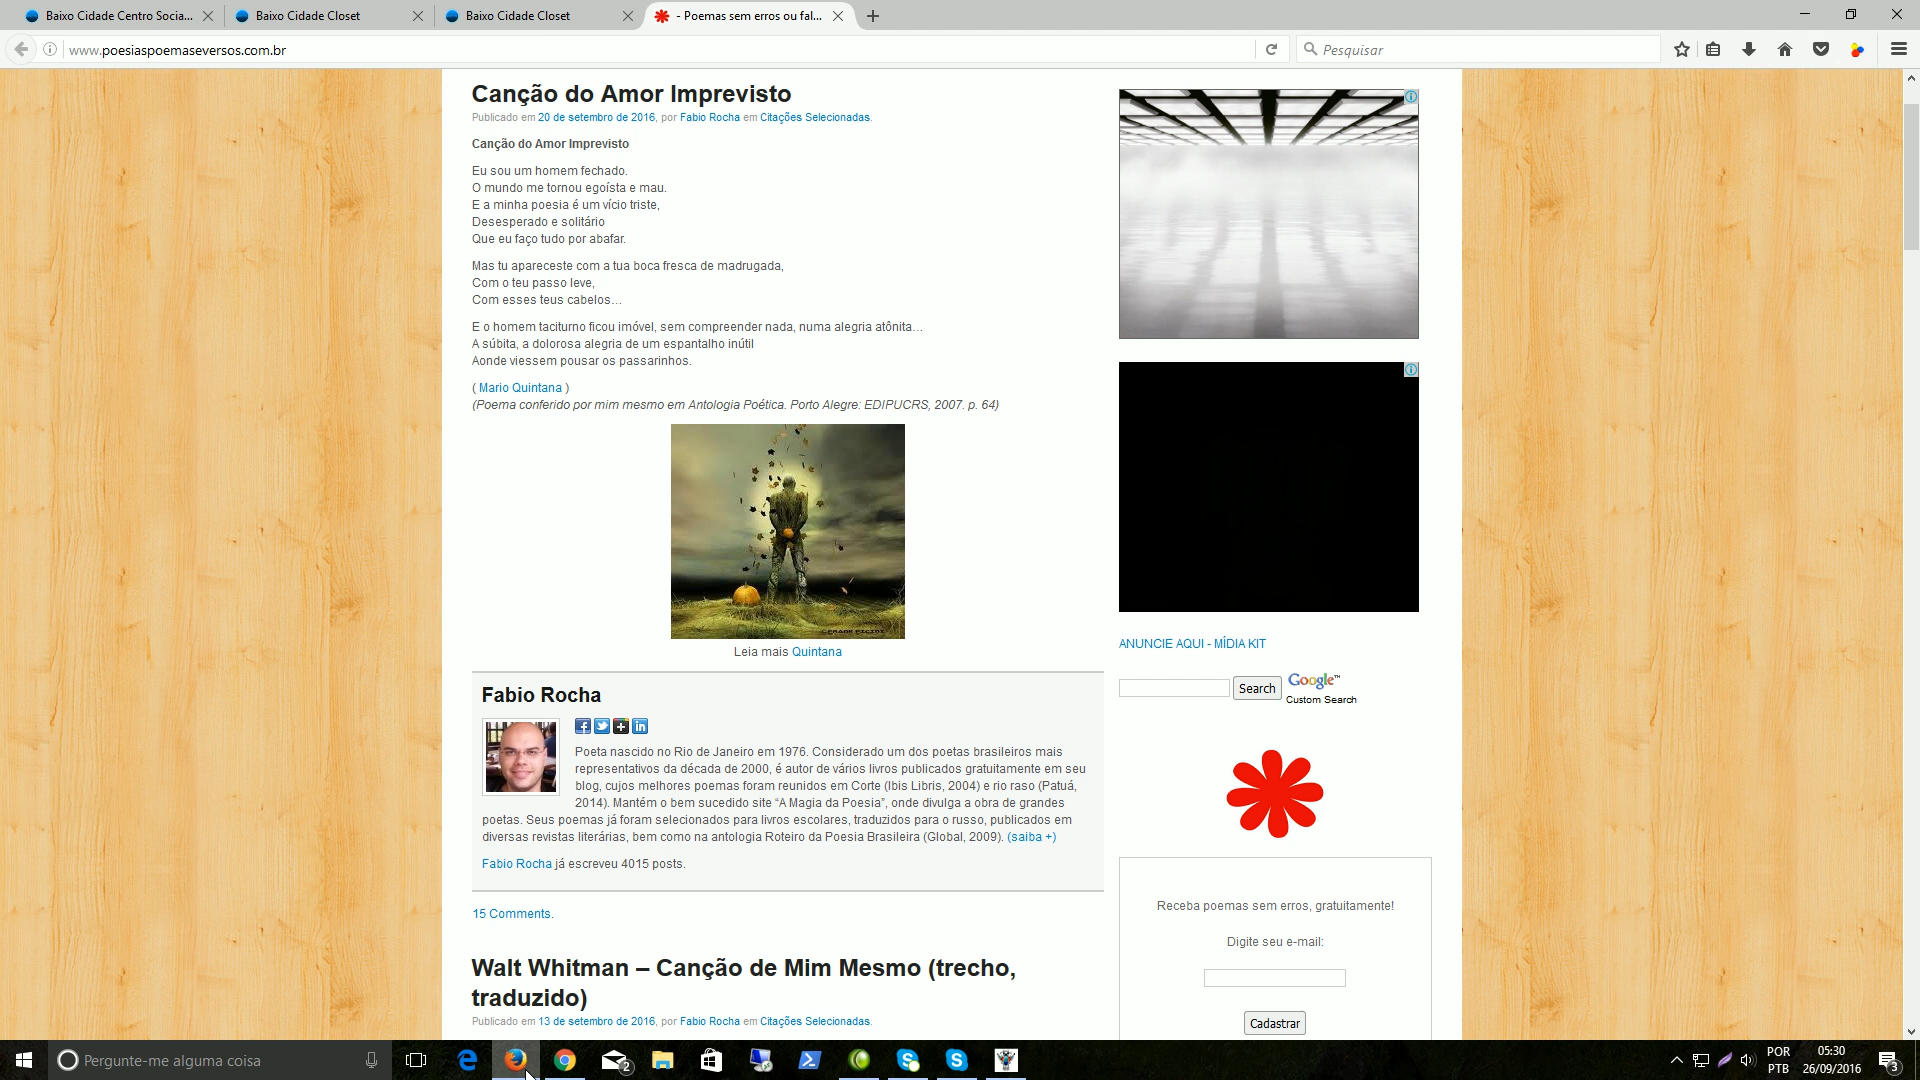 Baixo Cidade Centro Socia...
Baixo Cidade Closet
Baixo Cidade Closet
- Poemas sem erros ou fal...
www.poesiaspoemaseversos.com.br
Pesquisar
Canção do Amor Imprevisto
Publicado em 20 de setembro de 2016, por Fabio Rocha em Citações Selecionadas.
Canção do Amor Imprevisto
Eu sou um homem fechado.
O mundo me tornou egoísta e mau.
E a minha poesia é um vício triste,
Desesperado e solitário
Que eu faço tudo por abafar.
Mas tu apareceste com a tua boca fresca de madrugada,
Com o teu passo leve,
Com esses teus cabelos…
E o homem taciturno ficou imóvel, sem compreender nada, numa alegria atônita…
A súbita, a dolorosa alegria de um espantalho inútil
Aonde viessem pousar os passarinhos.
( Mario Quintana )
(Poema conferido por mim mesmo em Antologia Poética. Porto Alegre: EDIPUCRS, 2007. p. 64)
Leia mais Quintana
Fabio Rocha
Poeta nascido no Rio de Janeiro em 1976. Considerado um dos poetas brasileiros mais
representativos da década de 2000, é autor de vários livros publicados gratuitamente em seu
blog, cujos melhores poemas foram reunidos em Corte (Ibis Libris, 2004) e rio raso (Patuá,
2014). Mantém o bem sucedido site “A Magia da Poesia”, onde divulga a obra de grandes
poetas. Seus poemas já foram selecionados para livros escolares, traduzidos para o russo, publicados em
diversas revistas literárias, bem como na antologia Roteiro da Poesia Brasileira (Global, 2009). (saiba +)
Fabio Rocha já escreveu 4015 posts.
15 Comments.
Walt Whitman – Canção de Mim Mesmo (trecho,
traduzido)
Publicado em 13 de setembro de 2016, por Fabio Rocha em Citações Selecionadas.
ANUNCIE AQUI - MÍDIA KIT
Search
Google™
Custom Search
Receba poemas sem erros, gratuitamente!
Digite seu e-mail:
Cadastrar
Pergunte-me alguma coisa
2
POR
PTB
05:30
26/09/2016
3